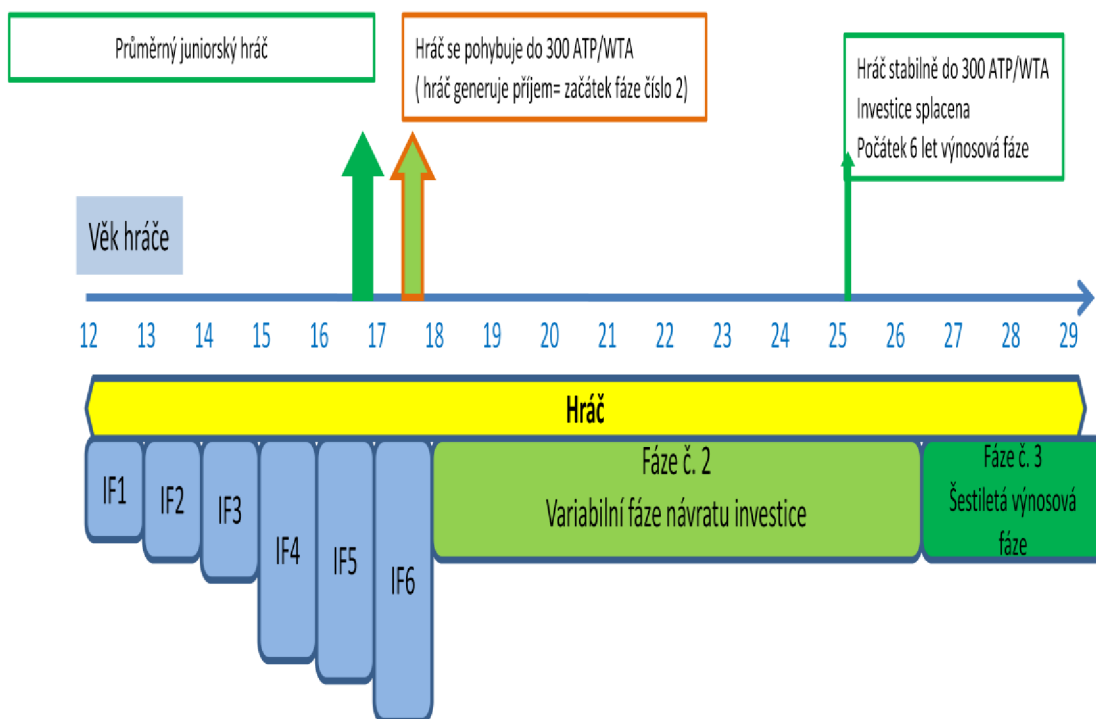 Průměrný juniorský hráč
Hráč se pohybuje do 300 ATP/WTA
( hráč generuje příjem= začátek fáze číslo 2)
Hráč stabilně do 300 ATP/WTA
Investice splacena
Počátek 6 let výnosová fáze
Věk hráče
12 13 14 15 16 17 18 19 20 21 22 23 24 25 26 27 28 29
Hráč
IF1
IF2
IF3
IF4
IF5
IF6
Fáze č. 2
Variabilní fáze návratu investice
Fáze č. 3
Šestiletá výnosová
fáze